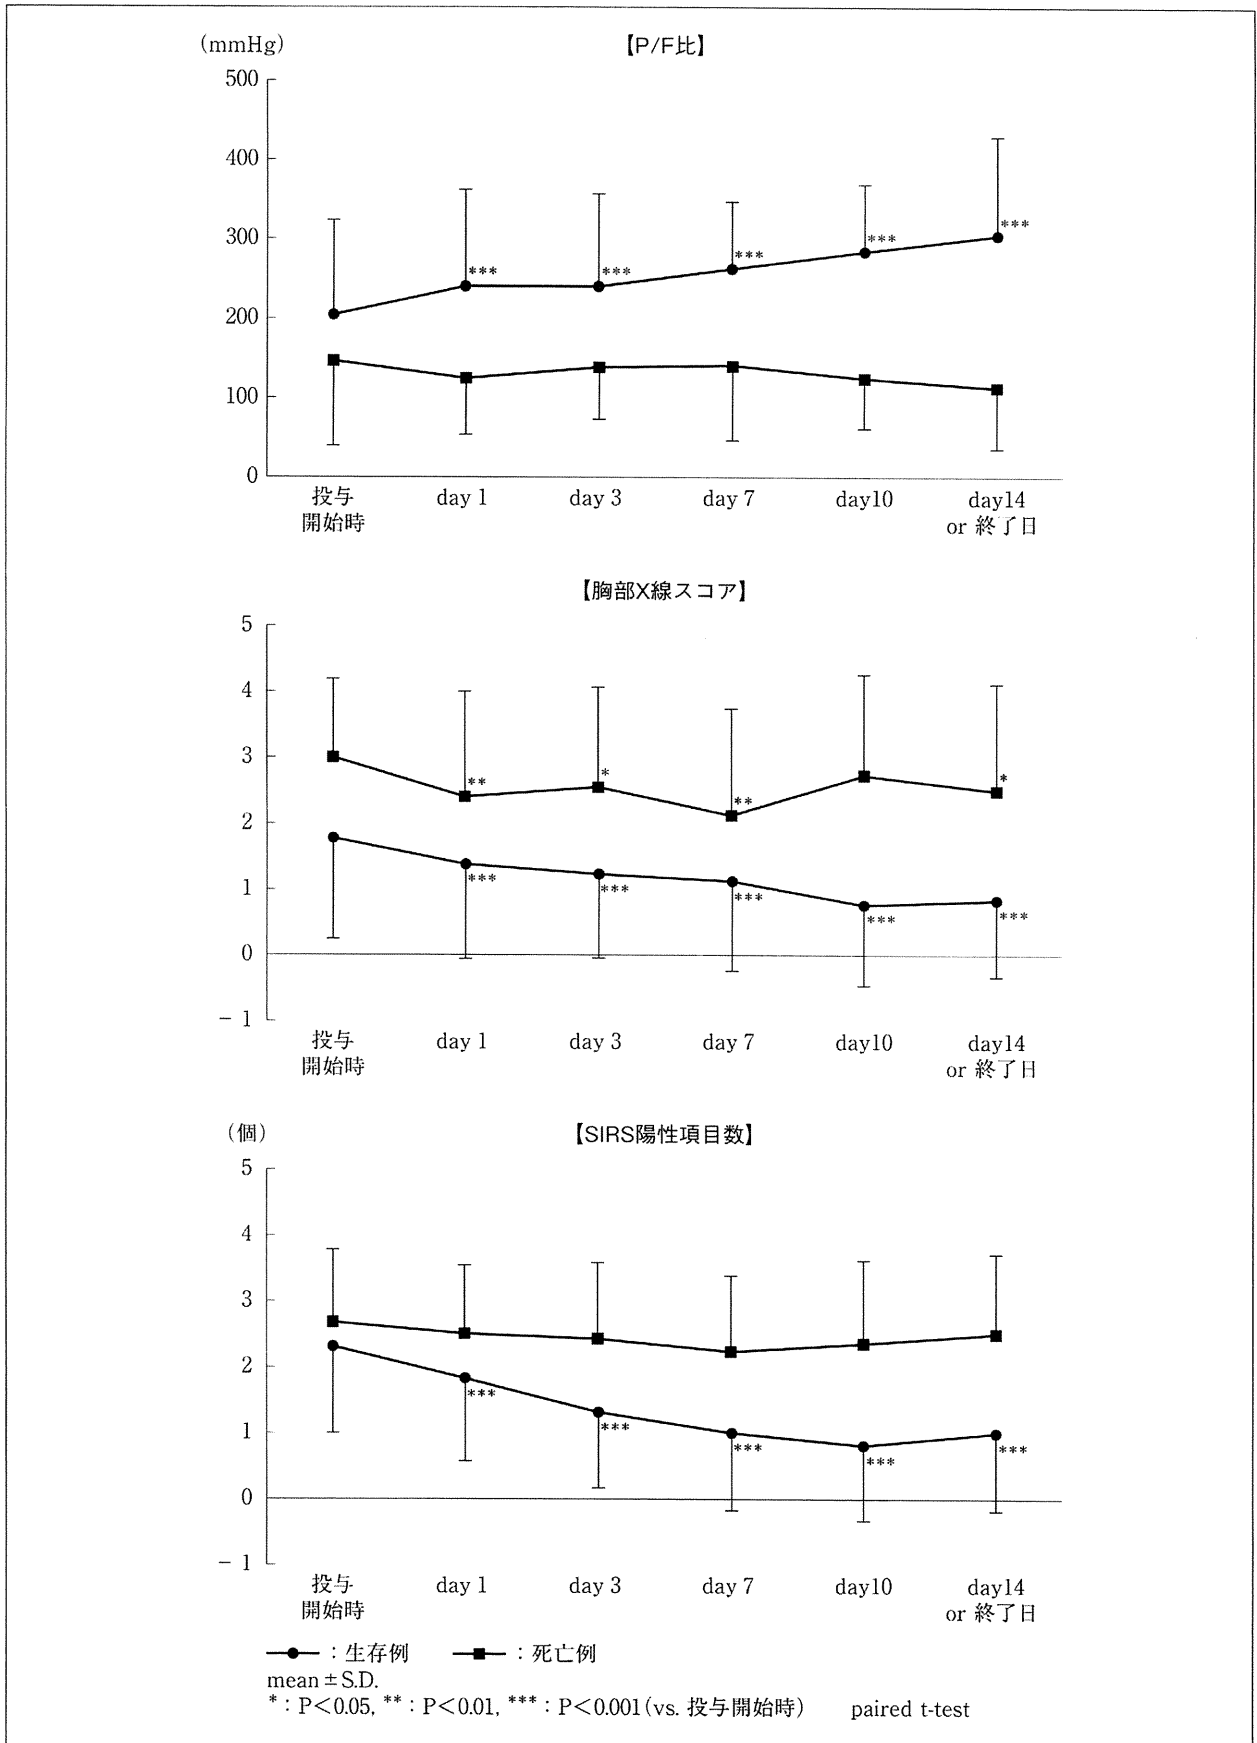 (mmHg)
【P/F比】
500
400
300
200
100
0
***
***
***
***
***
投与
開始時
day 1
day 3
day 7
day10
day14
or 終了日
【胸部X線スコア】
5
4
3
2
1
0
－1
**
*
**
*
***
***
***
***
***
投与
開始時
day 1
day 3
day 7
day10
day14
or 終了日
（個）
【SIRS陽性項目数】
5
4
3
2
1
0
－1
***
***
***
***
***
投与
開始時
day 1
day 3
day 7
day10
day14
or 終了日
：生存例 ：死亡例
mean±S.D.
*：P<0.05, **：P<0.01, ***：P<0.001(vs. 投与開始時) paired t-test